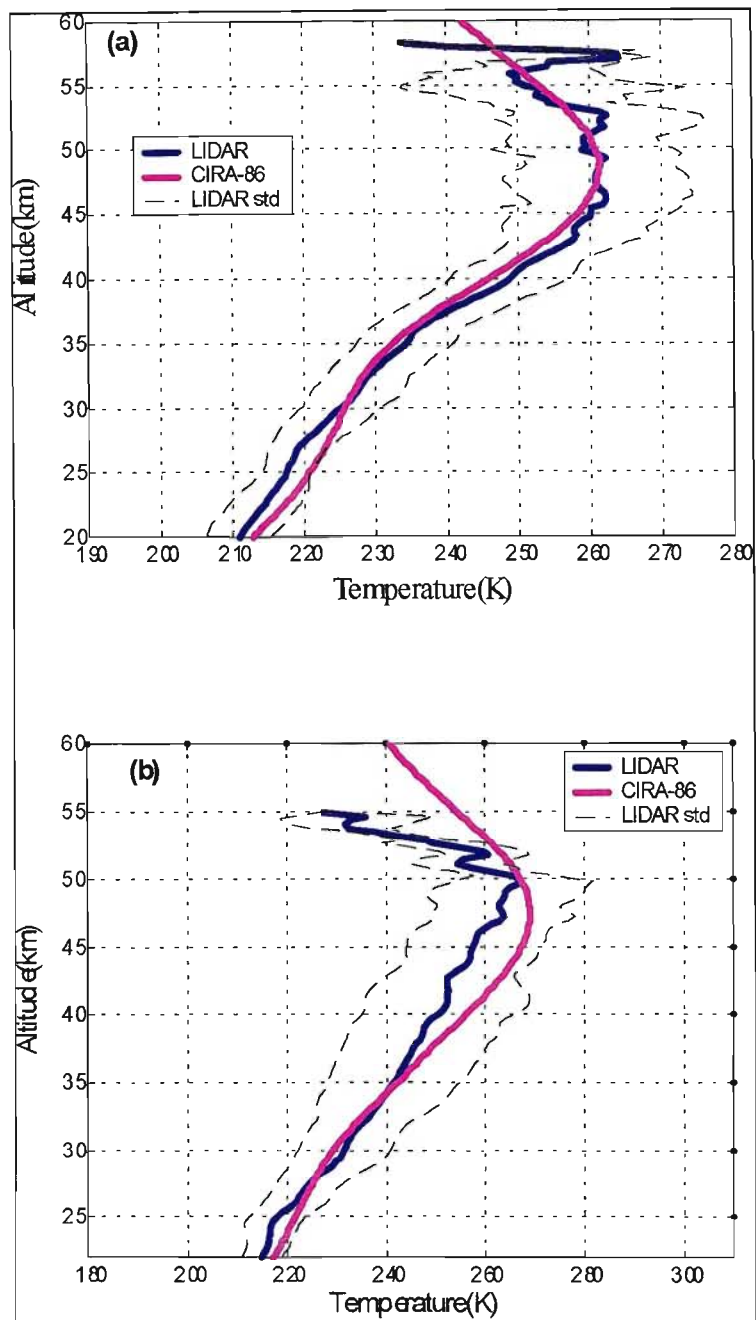 60
(a)
55
LIDAR
CIRA-86
LIDAR std
50
45
40
35
30
25
20
190 200 210 220 230 240 250 260 270 280
Altitude(km)
Temperature(K)
60
(b)
LIDAR
CIRA-86
LIDAR std
55
50
45
40
35
30
25
180 200 220 240 260 280 300
Altitude(km)
Temperature(K)